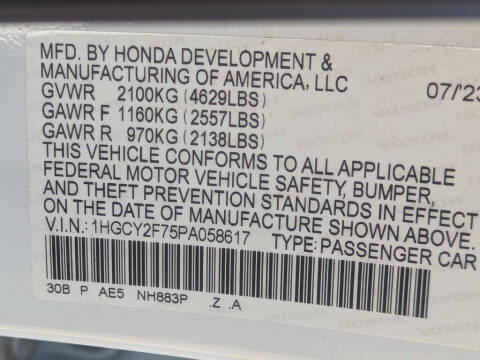 MFD. BY HONDA DEVELOPMENT &
MANUFACTURING OF AMERICA, LLC
GVWR 2100KG (4629LBS) 07/'23
GAWR F 1160KG (2557LBS)
GAWR R 970KG (2138LBS)
THIS VEHICLE CONFORMS TO ALL APPLICABLE
FEDERAL MOTOR VEHICLE SAFETY, BUMPER,
AND THEFT PREVENTION STANDARDS IN EFFECT
ON THE DATE OF MANUFACTURE SHOWN ABOVE.
V.I.N.: 1HGCY2F75PA058617 TYPE: PASSENGER CAR
30B P AE5 NH883P .Z .A